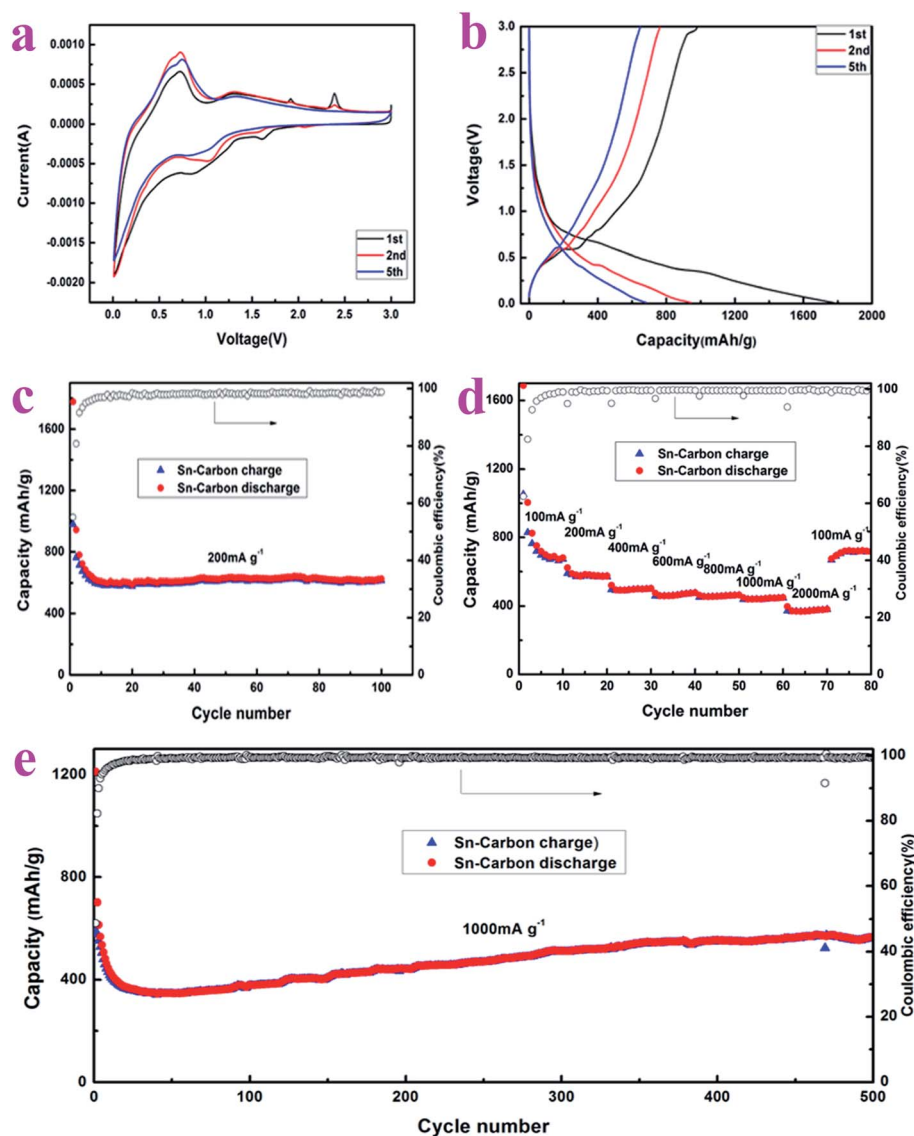 a
0.0010
0.0005
0.0000
-0.0005
-0.0010
-0.0015
-0.0020
Current(A)
1st
2nd
5th
0.0 0.5 1.0 1.5 2.0 2.5 3.0
Voltage(V)
b
3.0
2.5
2.0
1.5
1.0
0.5
0.0
Voltage(V)
1st
2nd
5th
0 400 800 1200 1600 2000
Capacity(mAh/g)
c
1600
1200
800
600
400
0
Capacity (mAh/g)
Sn-Carbon charge
Sn-Carbon discharge
200mA g-1
100
80
60
40
20
0
Coulombic efficiency(%)
0 20 40 60 80 100
Cycle number
d
1600
1200
800
400
0
Capacity (mAh/g)
Sn-Carbon charge
Sn-Carbon discharge
100mA g-1
200mA g-1
400mA g-1
600mA g-1
800mA g-1
1000mA g-1
2000mA g-1
100mA g-1
100
80
60
40
20
0
Coulombic efficiency(%)
0 10 20 30 40 50 60 70 80
Cycle number
e
1200
800
400
0
Capacity (mAh/g)
Sn-Carbon charge)
Sn-Carbon discharge
1000mA g-1
100
80
60
40
20
0
Coulombic efficiency(%)
0 100 200 300 400 500
Cycle number